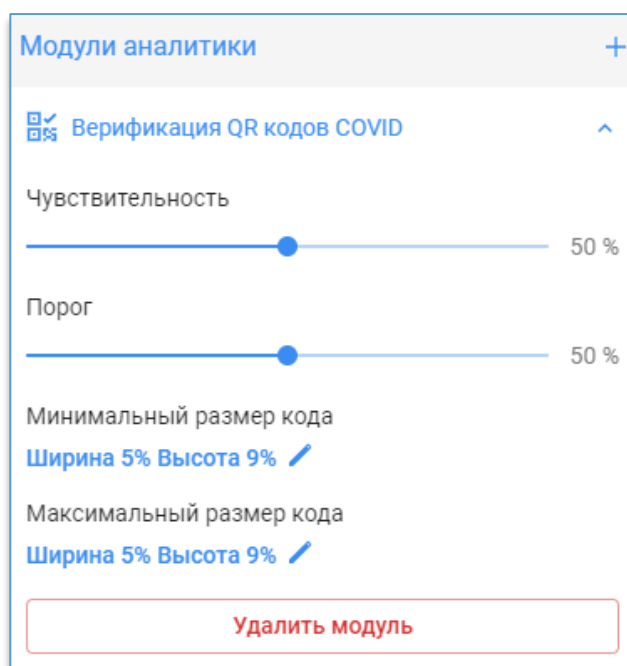 Модули аналитики
Верификация QR кодов COVID
Чувствительность
50 %
Порог
50 %
Минимальный размер кода
Ширина 5% Высота 9%
Максимальный размер кода
Ширина 5% Высота 9%
Удалить модуль